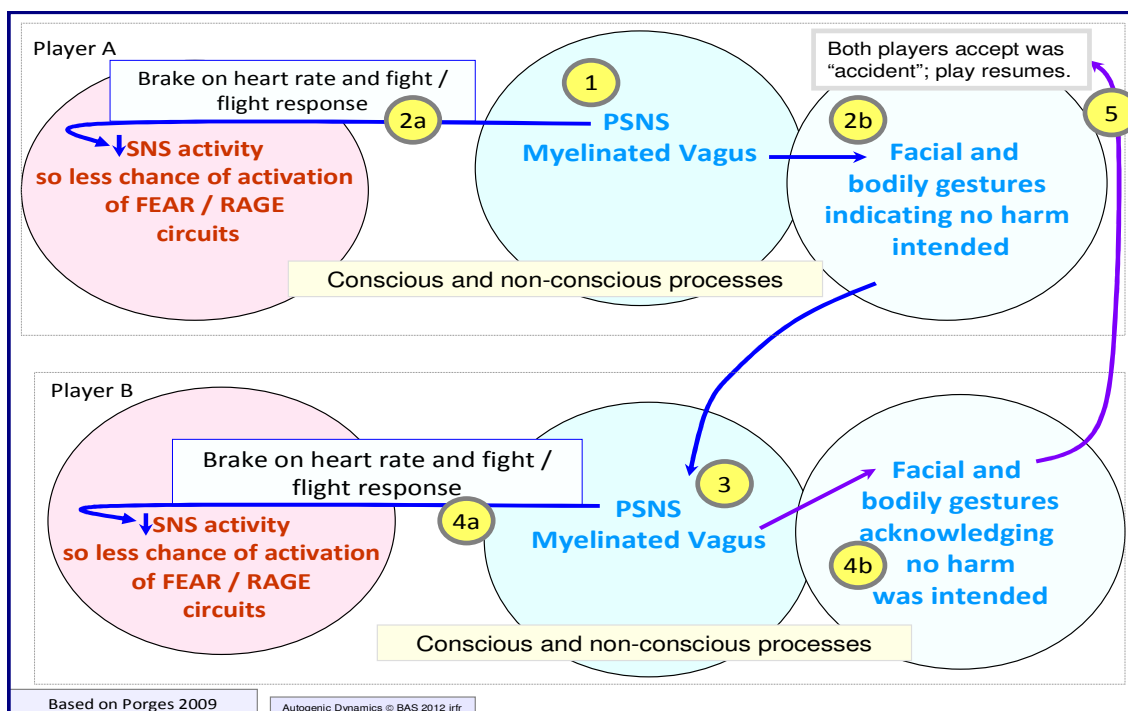 Player A
Brake on heart rate and fight /
flight response
2a
SNS activity
so less chance of activation
of FEAR / RAGE
circuits
1
PSNS
Myelinated Vagus
Both players accept was
“accident”; play resumes.
5
2b
Facial and
bodily gestures
indicating no harm
intended
Conscious and non-conscious processes
Player B
Brake on heart rate and fight /
flight response
4a
SNS activity
so less chance of activation
of FEAR / RAGE
circuits
3
PSNS
Myelinated Vagus
Facial and
bodily gestures
acknowledging
no harm
was intended
4b
Conscious and non-conscious processes
Based on Porges 2009
Autogenic Dynamics © BAS 2012 irfr